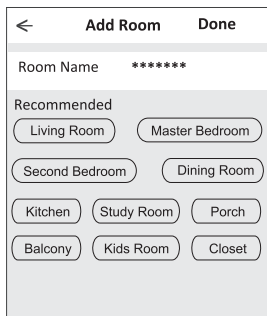 Add Room Done
Room Name *******
Recommended
Living Room Master Bedroom
Second Bedroom Dining Room
Kitchen Study Room Porch
Balcony Kids Room Closet